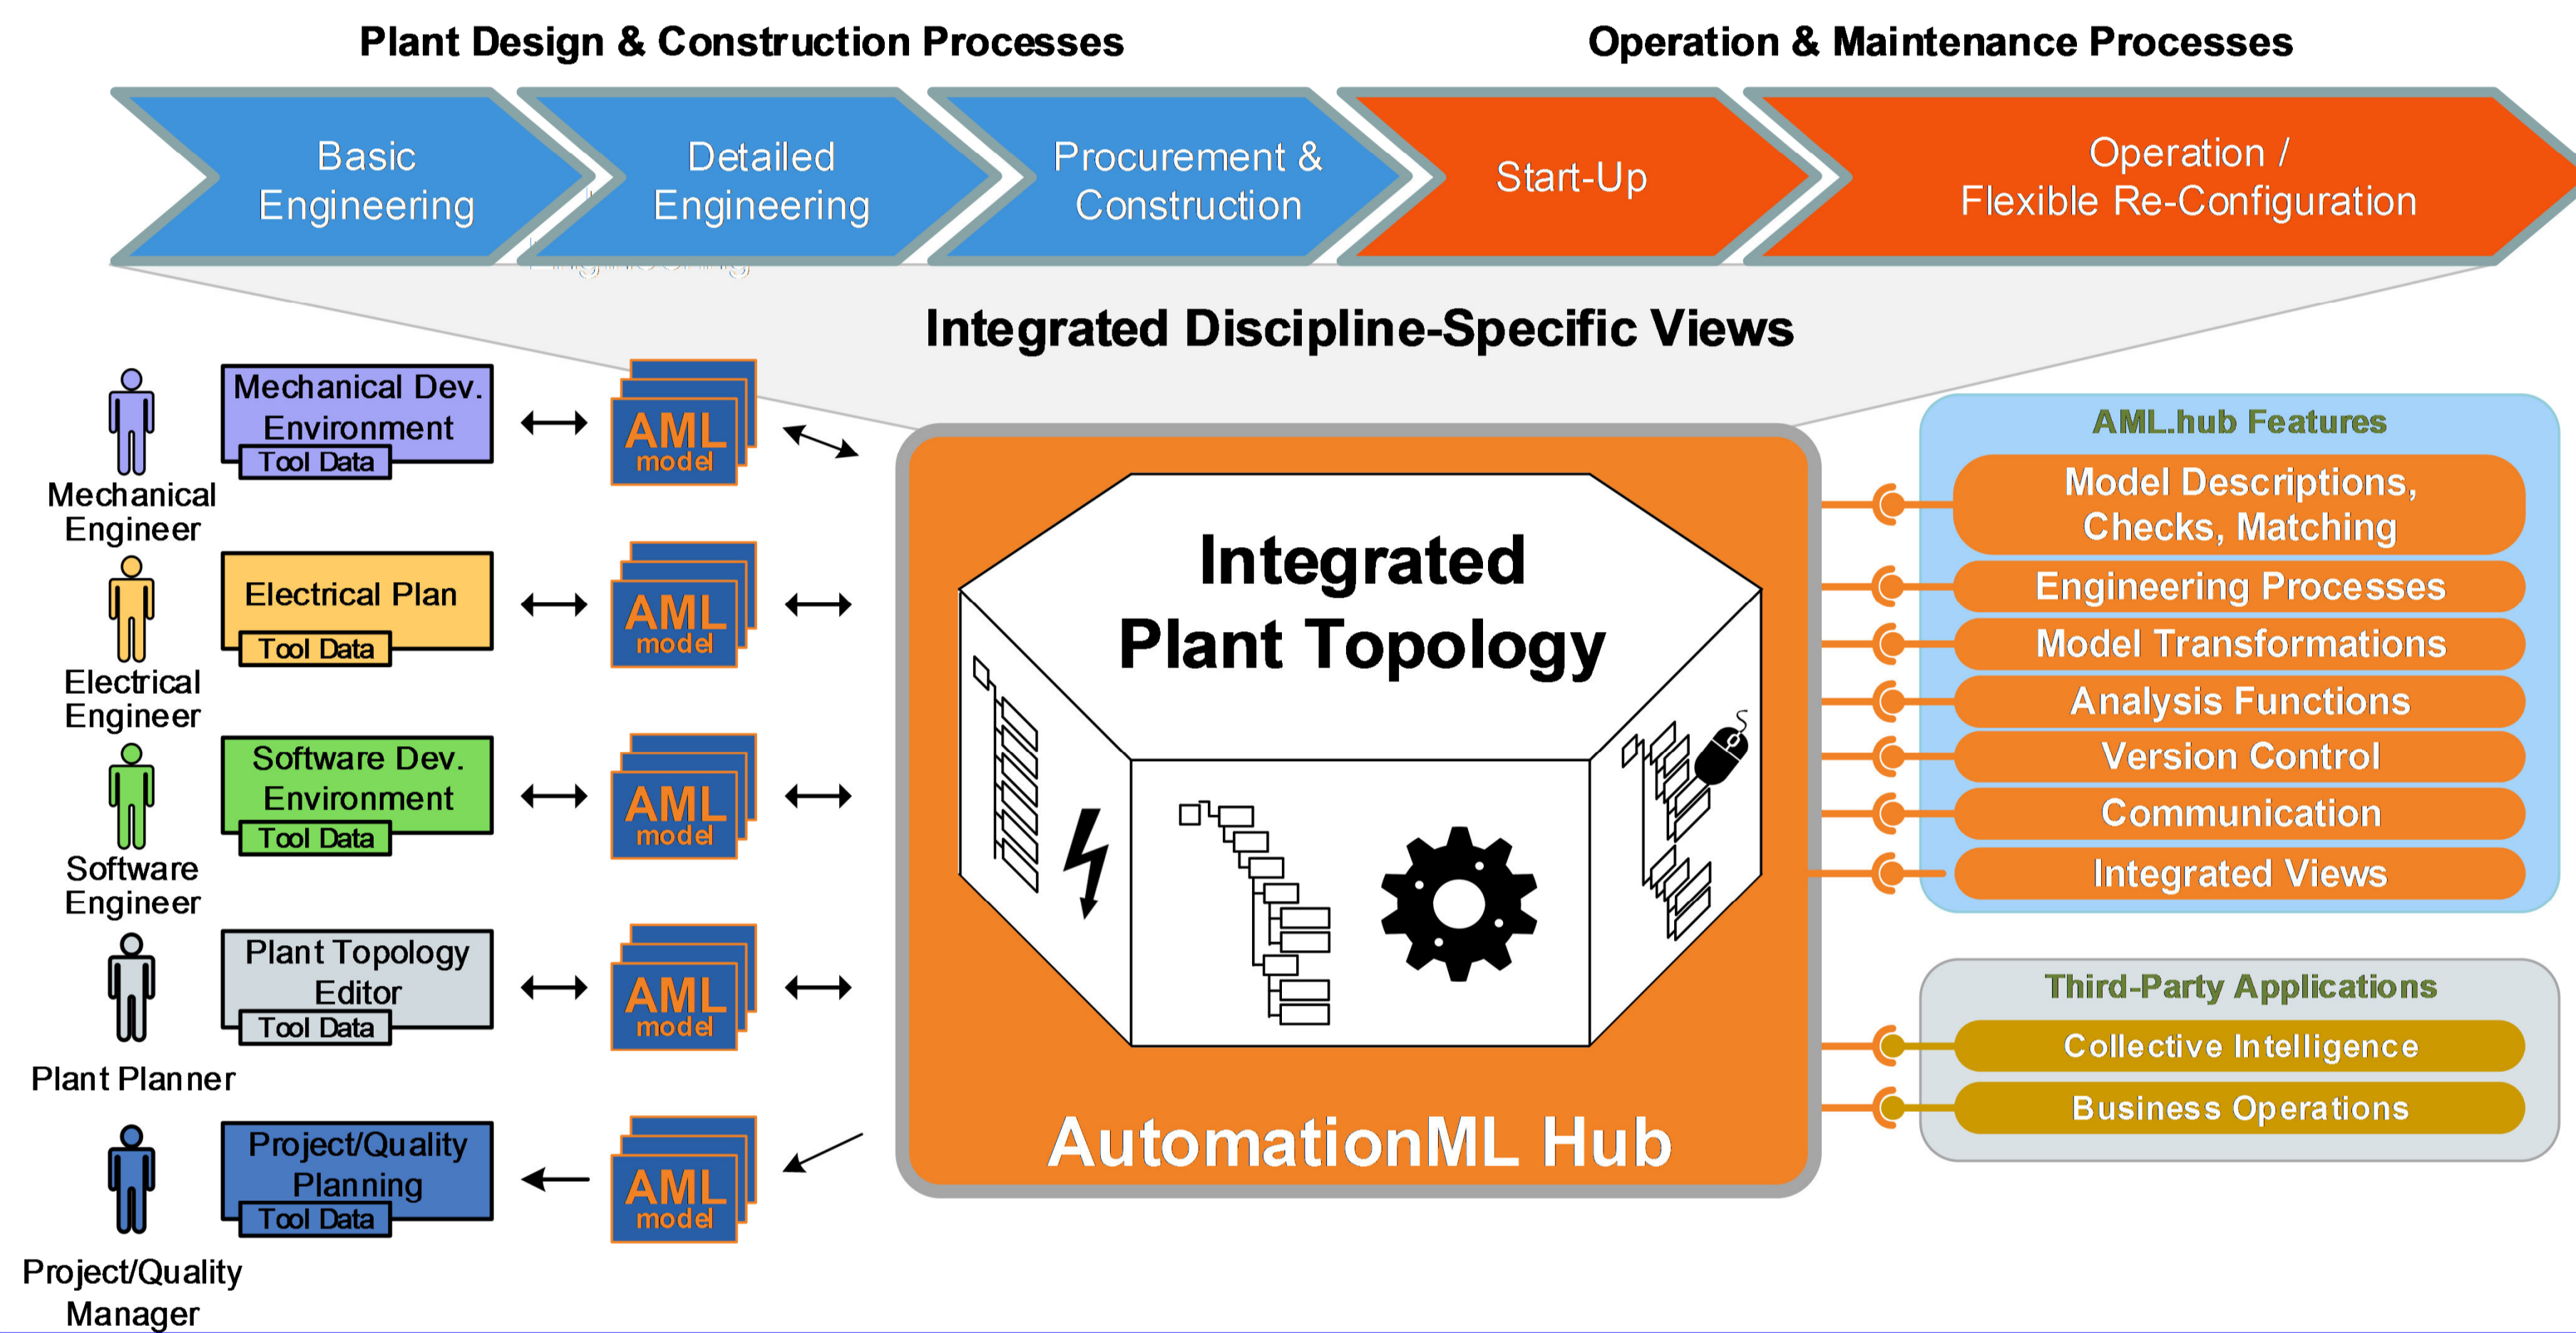 Plant Design & Construction Processes
Operation & Maintenance Processes
Basic
Engineering
Detailed
Engineering
Procurement &
Construction
Start-Up
Operation /
Flexible Re-Configuration
Integrated Discipline-Specific Views
Mechanical
Engineer
Mechanical Dev.
Environment
Tool Data
AML
model
Electrical
Engineer
Electrical Plan
Tool Data
AML
model
Software
Engineer
Software Dev.
Environment
Tool Data
AML
model
Plant Planner
Plant Topology
Editor
Tool Data
AML
model
Project/Quality
Manager
Project/Quality
Planning
Tool Data
AML
model
Integrated
Plant Topology
AutomationML Hub
AML.hub Features
Model Descriptions,
Checks, Matching
Engineering Processes
Model Transformations
Analysis Functions
Version Control
Communication
Integrated Views
Third-Party Applications
Collective Intelligence
Business Operations